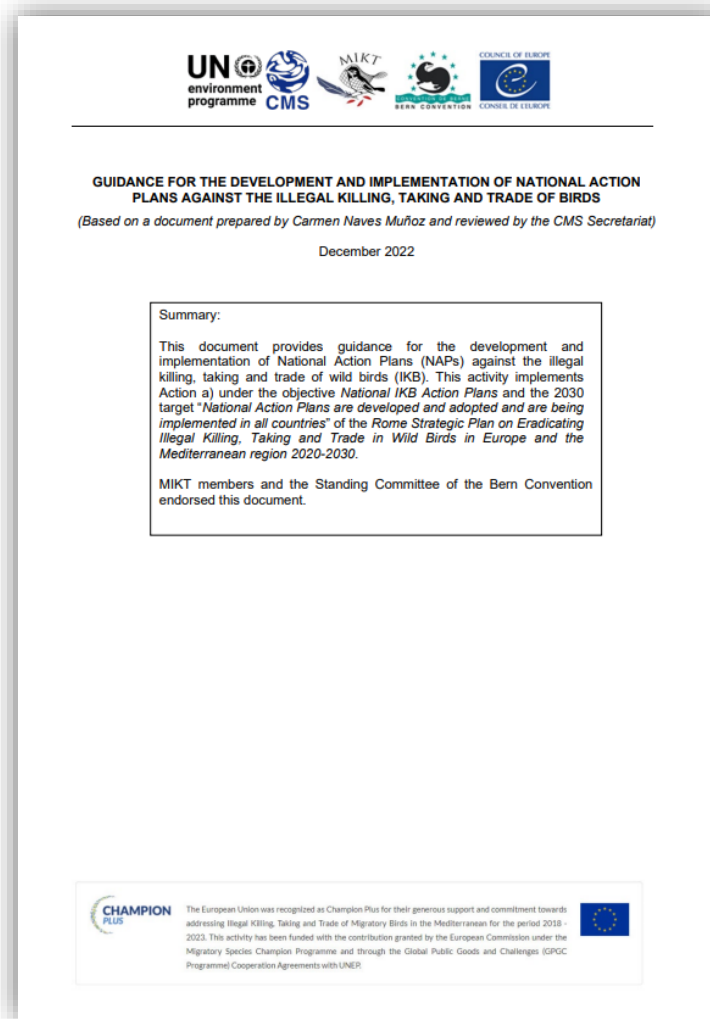 UN
environment
programme
CMS
MIKT
CONVENTION DE BERNE
BERN CONVENTION
COUNCIL OF EUROPE
CONSEIL DE L'EUROPE
GUIDANCE FOR THE DEVELOPMENT AND IMPLEMENTATION OF NATIONAL ACTION
PLANS AGAINST THE ILLEGAL KILLING, TAKING AND TRADE OF BIRDS
(Based on a document prepared by Carmen Naves Muñoz and reviewed by the CMS Secretariat)
December 2022
Summary:
This document provides guidance for the development and
implementation of National Action Plans (NAPs) against the illegal
killing, taking and trade of wild birds (IKB). This activity implements
Action a) under the objective National IKB Action Plans and the 2030
target “National Action Plans are developed and adopted and are being
implemented in all countries” of the Rome Strategic Plan on Eradicating
Illegal Killing, Taking and Trade in Wild Birds in Europe and the
Mediterranean region 2020-2030.
MIKT members and the Standing Committee of the Bern Convention
endorsed this document.
CHAMPION
PLUS
The European Union was recognized as Champion Plus for their generous support and commitment towards
addressing Illegal Killing, Taking and Trade of Migratory Birds in the Mediterranean for the period 2018 -
2023. This activity has been funded with the contribution granted by the European Commission under the
Migratory Species Champion Programme and through the Global Public Goods and Challenges (GPGC
Programme) Cooperation Agreements with UNEP.